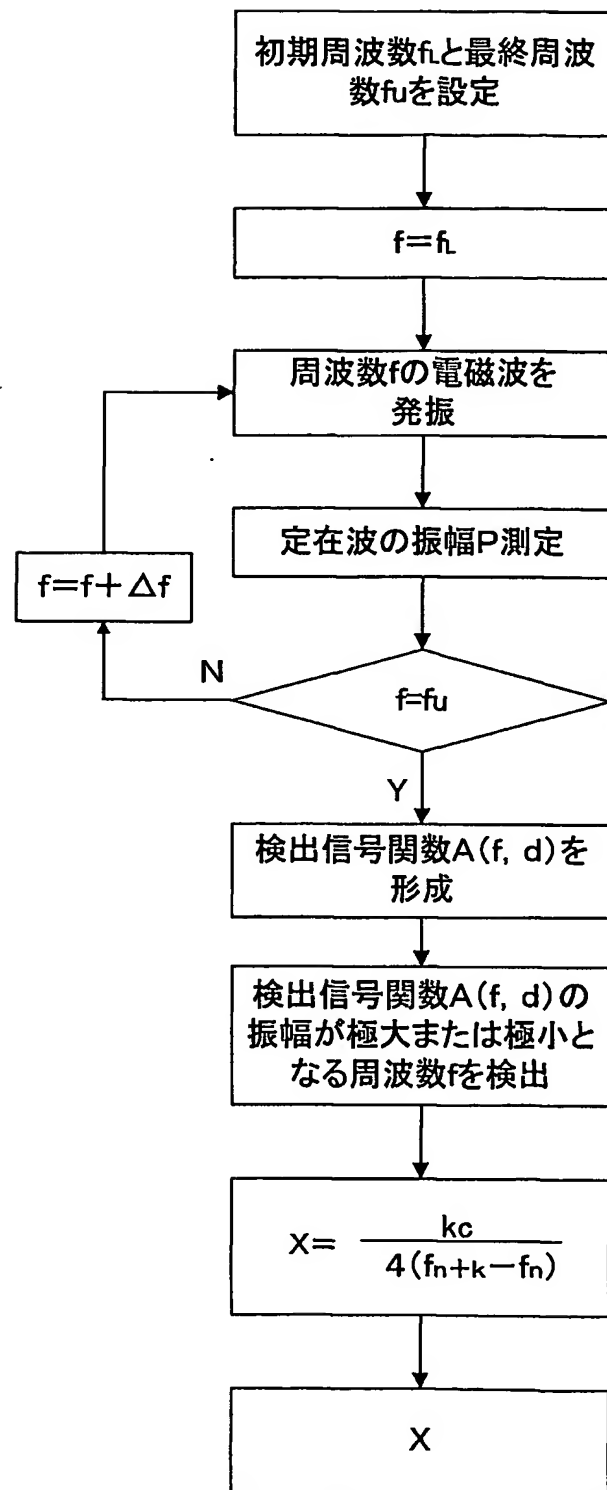 初期周波数fLと最終周波
数fuを設定
f=fL
周波数fの電磁波を
発振
定在波の振幅P測定
f=f+Δf
N
f=fu
Y
検出信号関数A(f, d)を
形成
検出信号関数A(f, d)の
振幅が極大または極小と
なる周波数fを検出
X= kc
4(fn+k−fn)
X